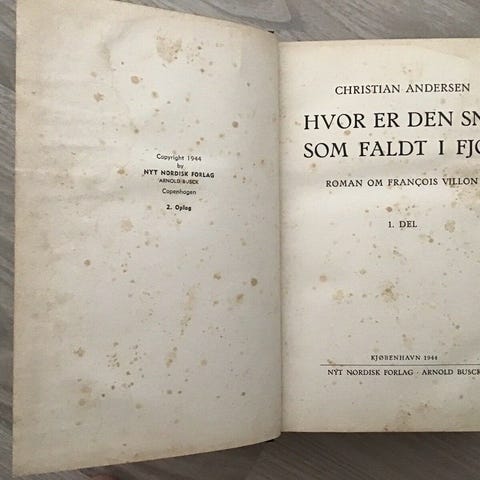 Copyright 1944
by
NYT NORDISK FORLAG
ARNOLD BUSCK
Copenhagen
2. Oplag
CHRISTIAN ANDERSEN
HVOR ER DEN SN
SOM FALDT I FJO
ROMAN OM FRANÇOIS VILLON
1. DEL
KJØBENHAVN 1944
NYT NORDISK FORLAG · ARNOLD BUSCK